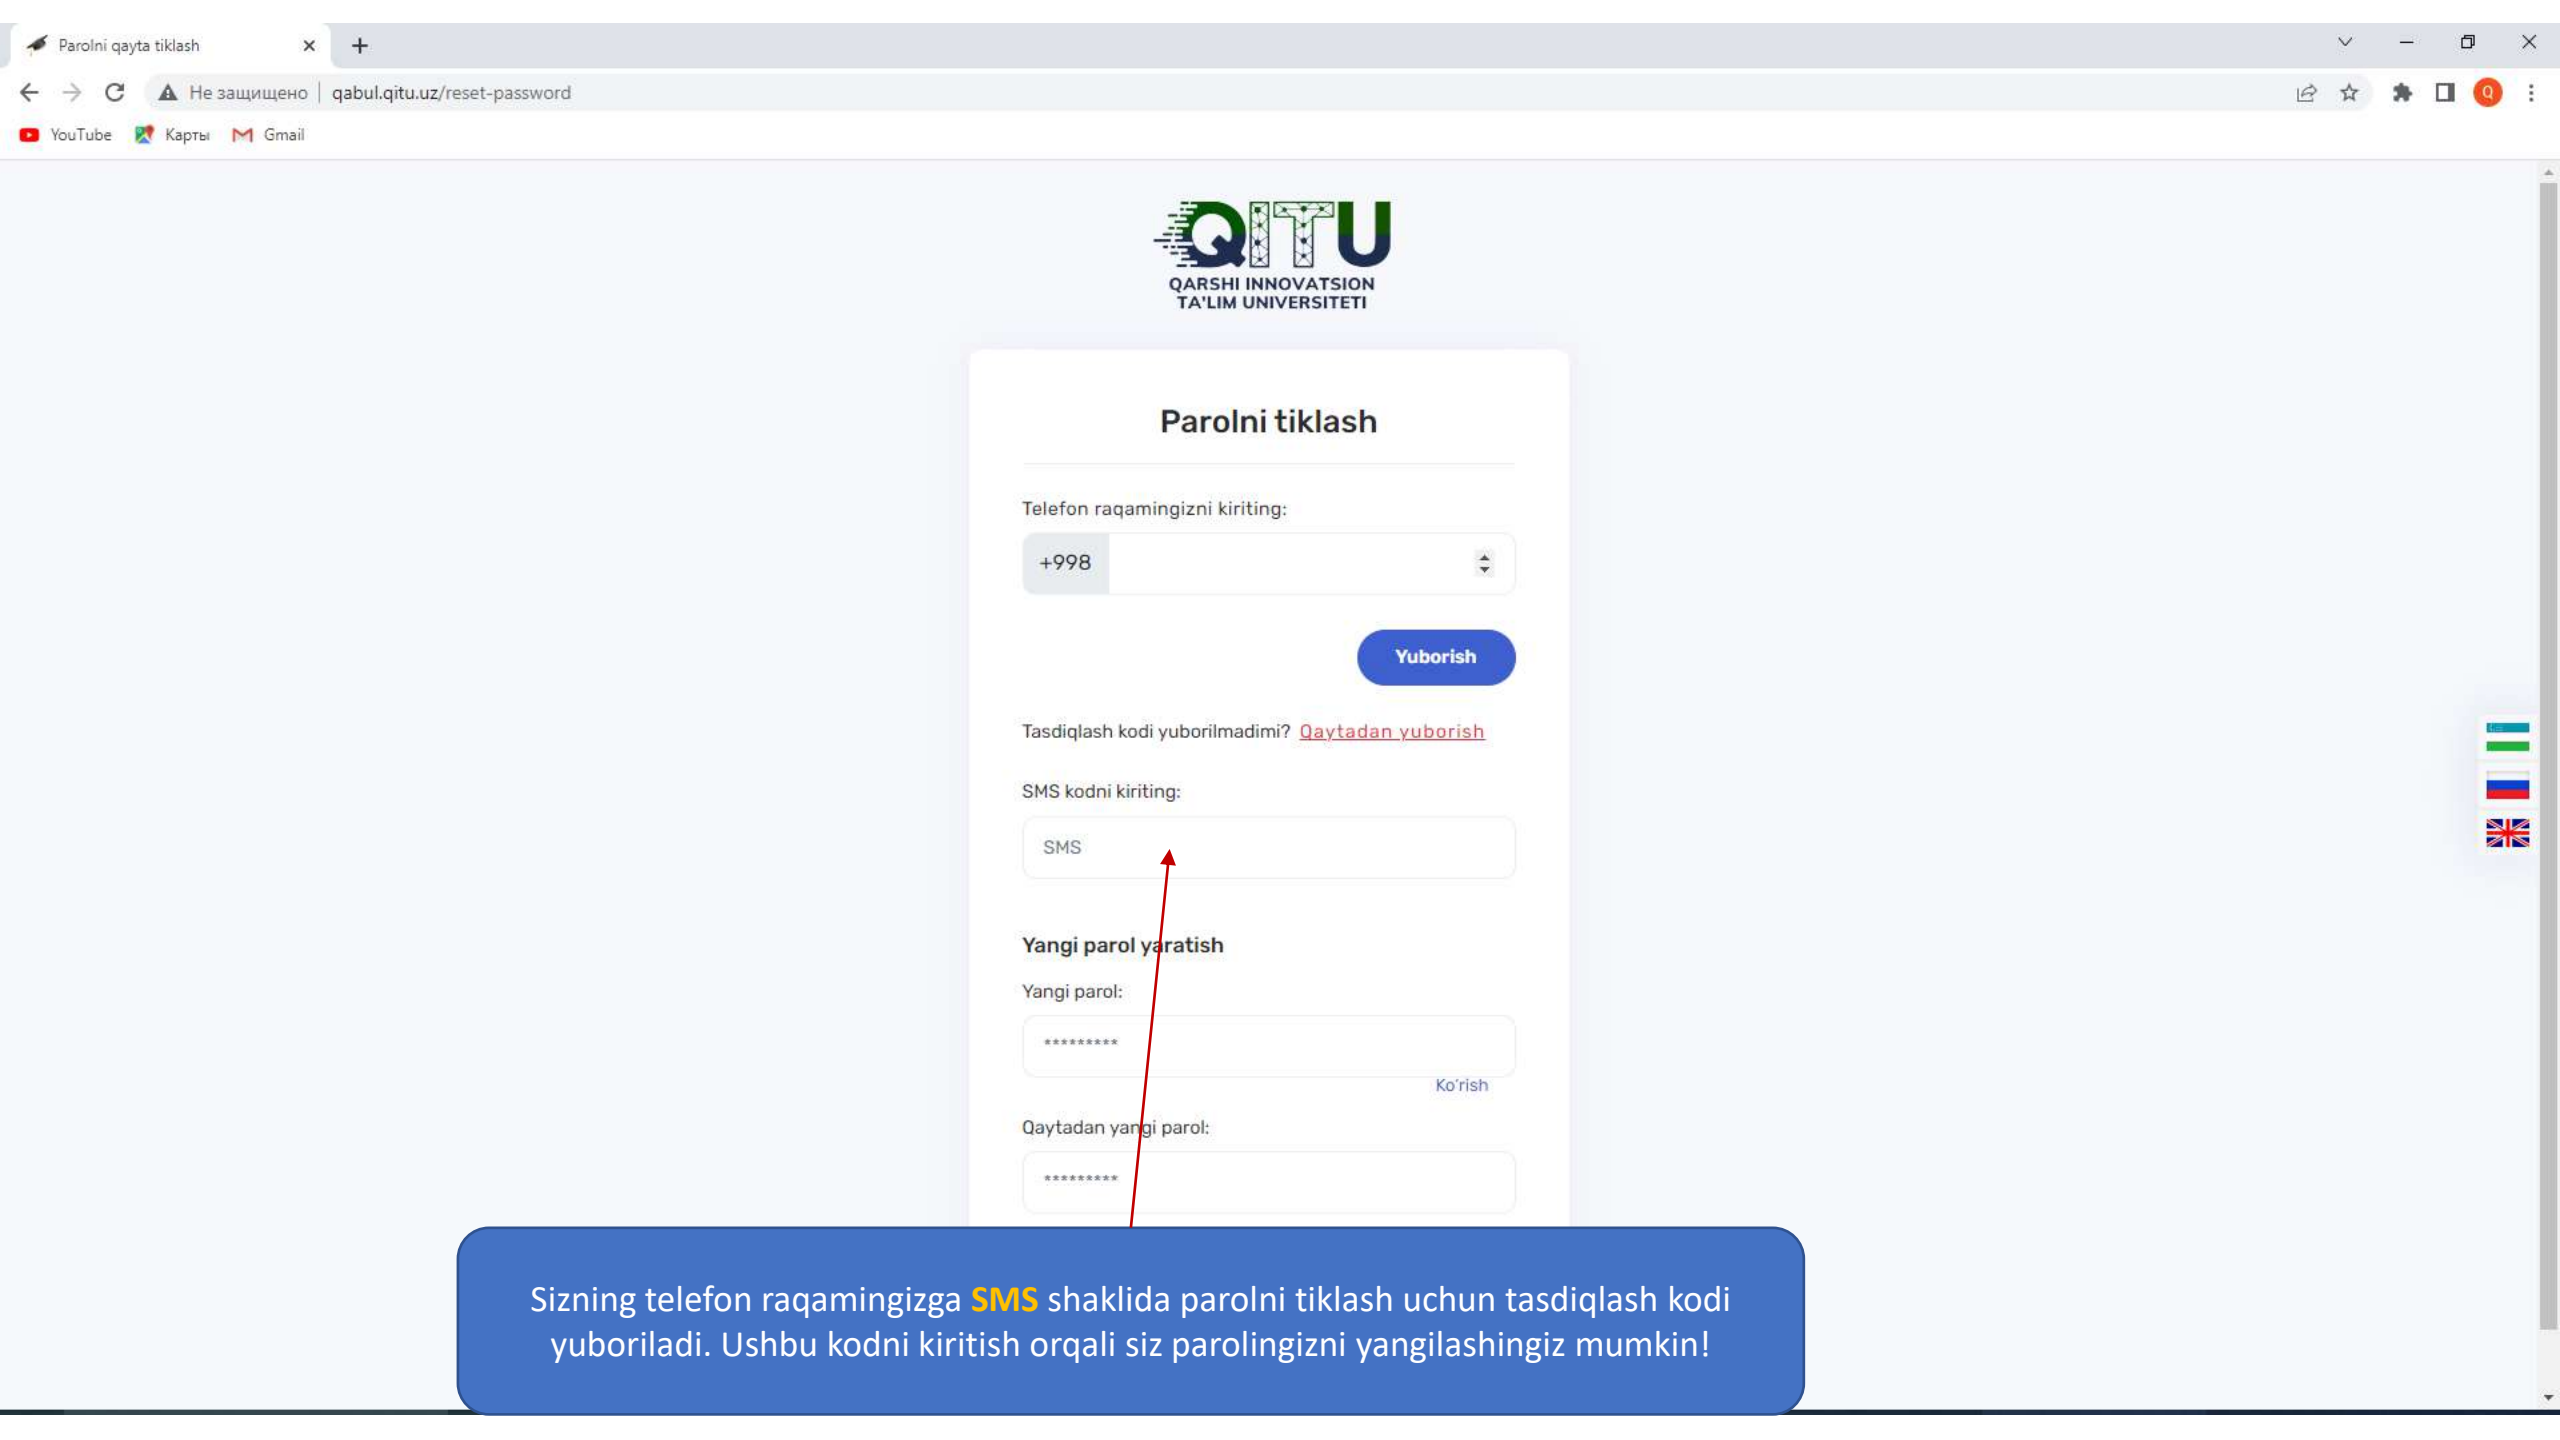 Parolni qayta tiklash
Не защищено | qabul.qitu.uz/reset-password
Q
YouTube Карты Gmail
QITU
QARSHI INNOVATSION
TA'LIM UNIVERSITETI
Parolni tiklash
Telefon raqamingizni kiriting:
+998
Yuborish
Tasdiqlash kodi yuborilmadimi? Qaytadan yuborish
SMS kodni kiriting:
SMS
Yangi parol yaratish
Yangi parol:
*********
Ko'rish
Qaytadan yangi parol:
*********
Sizning telefon raqamingizga SMS shaklida parolni tiklash uchun tasdiqlash kodi
yuboriladi. Ushbu kodni kiritish orqali siz parolingizni yangilashingiz mumkin!